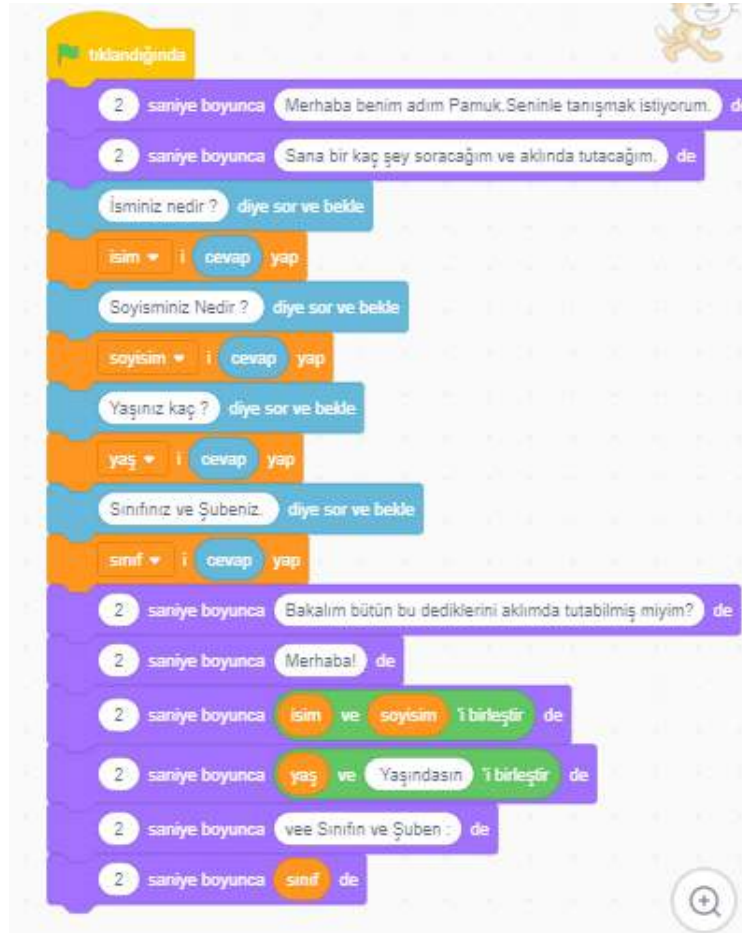 tıklandığında
2 saniye boyunca Merhaba benim adım Pamuk.Seninle tanışmak istiyorum. d
2 saniye boyunca Sana bir kaç şey soracağım ve aklında tutacağım. de
İsminiz nedir ? diye sor ve bekle
isim i cevap yap
Soyisminiz Nedir ? diye sor ve bekle
soyisim i cevap yap
Yaşınız kaç ? diye sor ve bekle
yaş i cevap yap
Sınıfınız ve Şubeniz. diye sor ve bekle
sınıf i cevap yap
2 saniye boyunca Bakalım bütün bu dediklerini aklımda tutabilmiş miyim? de
2 saniye boyunca Merhaba! de
2 saniye boyunca isim ve soyisim 'i birleştir de
2 saniye boyunca yaş ve Yaşındasın 'i birleştir de
2 saniye boyunca vee Sınıfın ve Şuben : de
2 saniye boyunca sınıf de